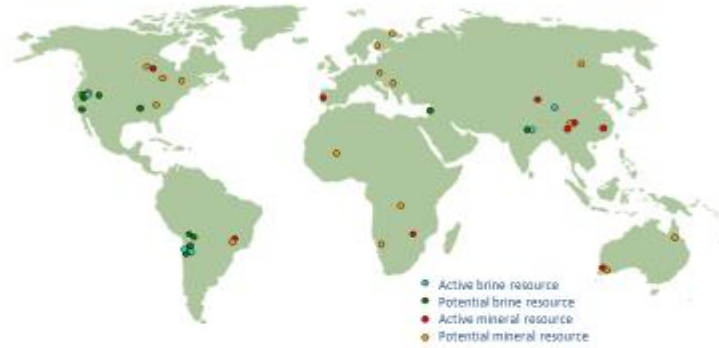 Active brine resource
Potential brine resource
Active mineral resource
Potential mineral resource